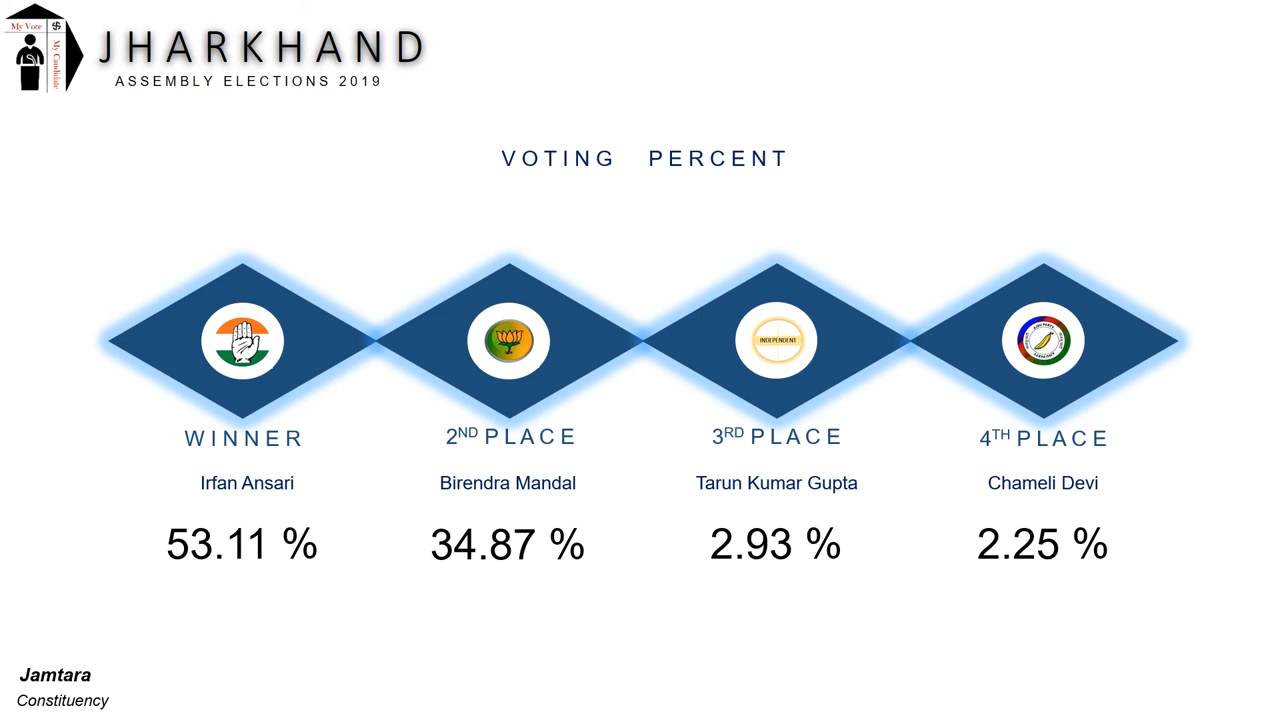 My Vote
My Candidate
JHARKHAND
ASSEMBLY ELECTIONS 2019
VOTING PERCENT
INDEPENDENT
WINNER
2ND PLACE
3RD PLACE
4TH PLACE
Irfan Ansari
Birendra Mandal
Tarun Kumar Gupta
Chameli Devi
53.11 %
34.87 %
2.93 %
2.25 %
Jamtara
Constituency